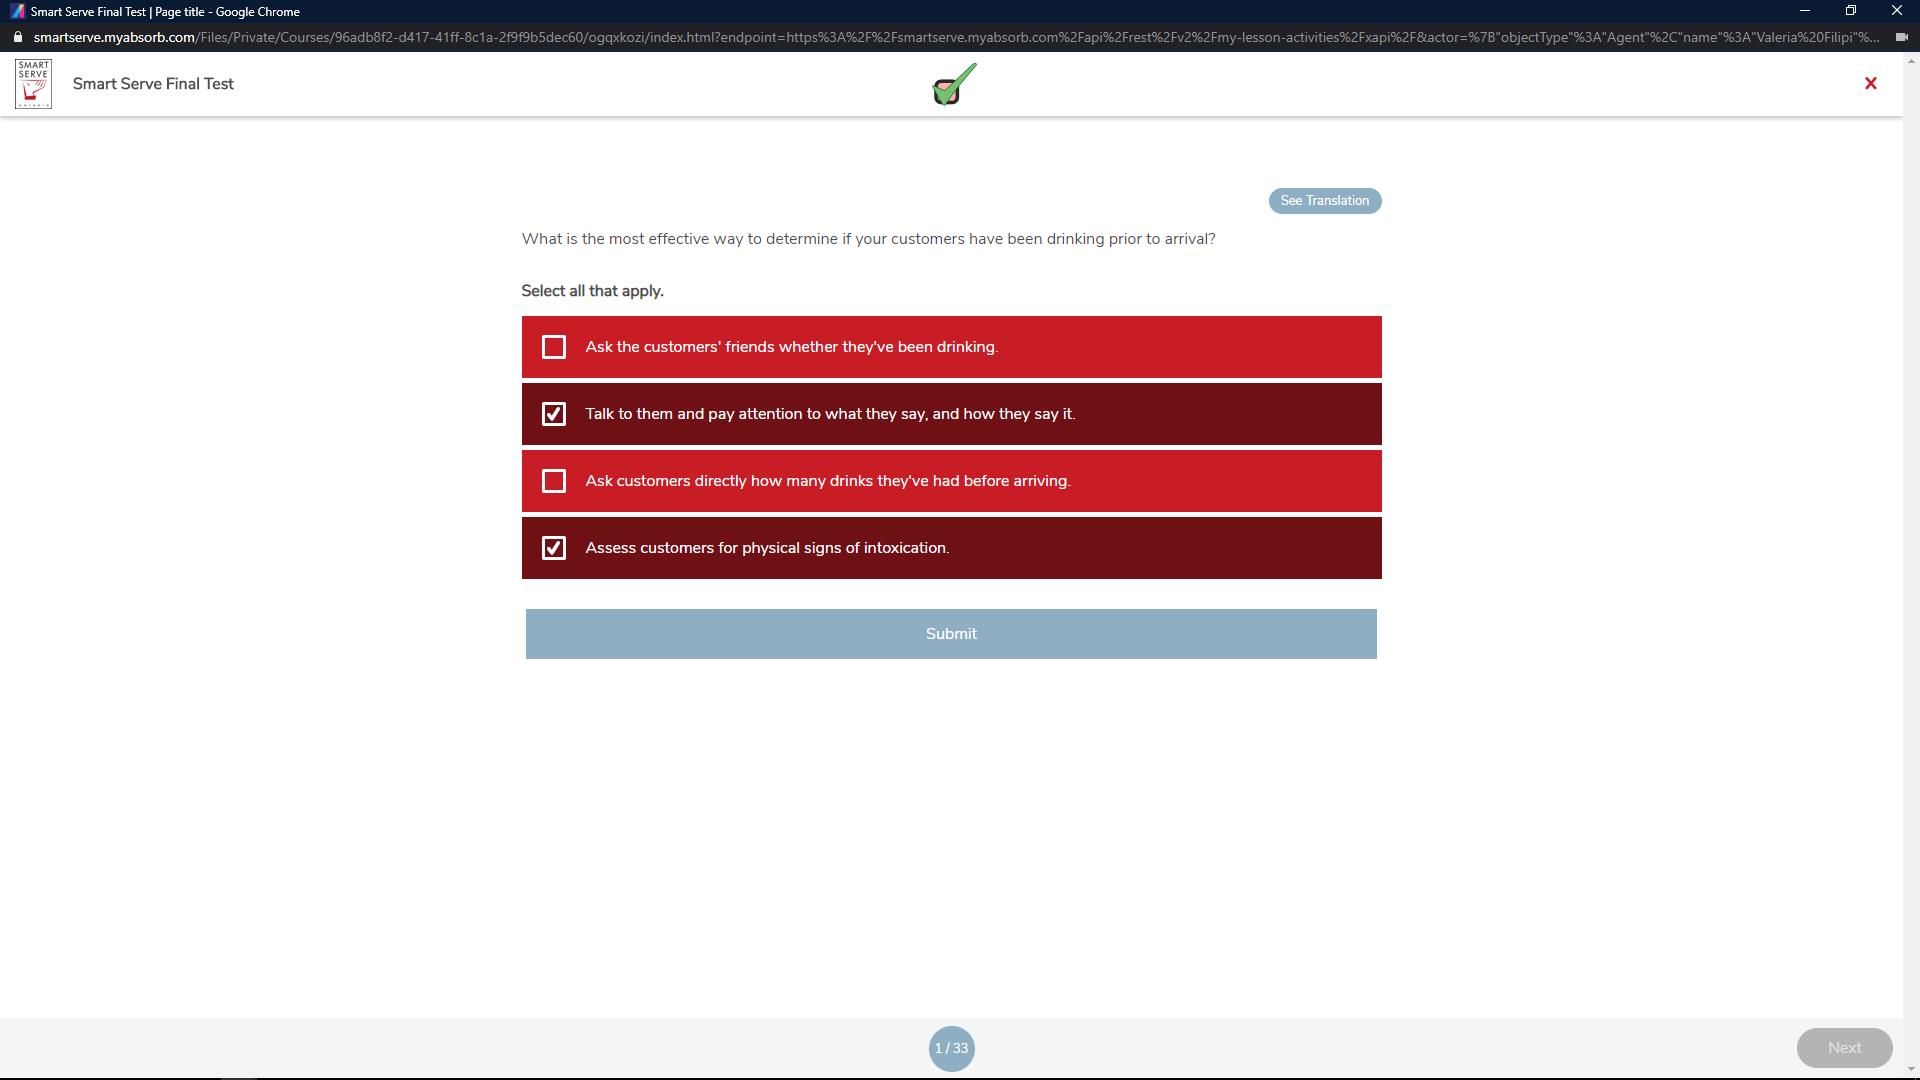 Smart Serve Final Test | Page title - Google Chrome
smartserve.myabsorb.com/Files/Private/Courses/96adb8f2-d417-41ff-8c1a-2f9f9b5dec60/ogqxkozi/index.html?endpoint=https%3A%2F%2Fsmartserve.myabsorb.com%2Fapi%2Frest%2Fv2%2Fmy-lesson-activities%2Fxapi%2F&actor=%7B"objectType"%3A"Agent"%2C"name"%3A"Valeria%20Filipi"%...
SMART
SERVE
Smart Serve Final Test
See Translation
What is the most effective way to determine if your customers have been drinking prior to arrival?
Select all that apply.
Ask the customers' friends whether they've been drinking.
Talk to them and pay attention to what they say, and how they say it.
Ask customers directly how many drinks they've had before arriving.
Assess customers for physical signs of intoxication.
Submit
1 / 33
Next